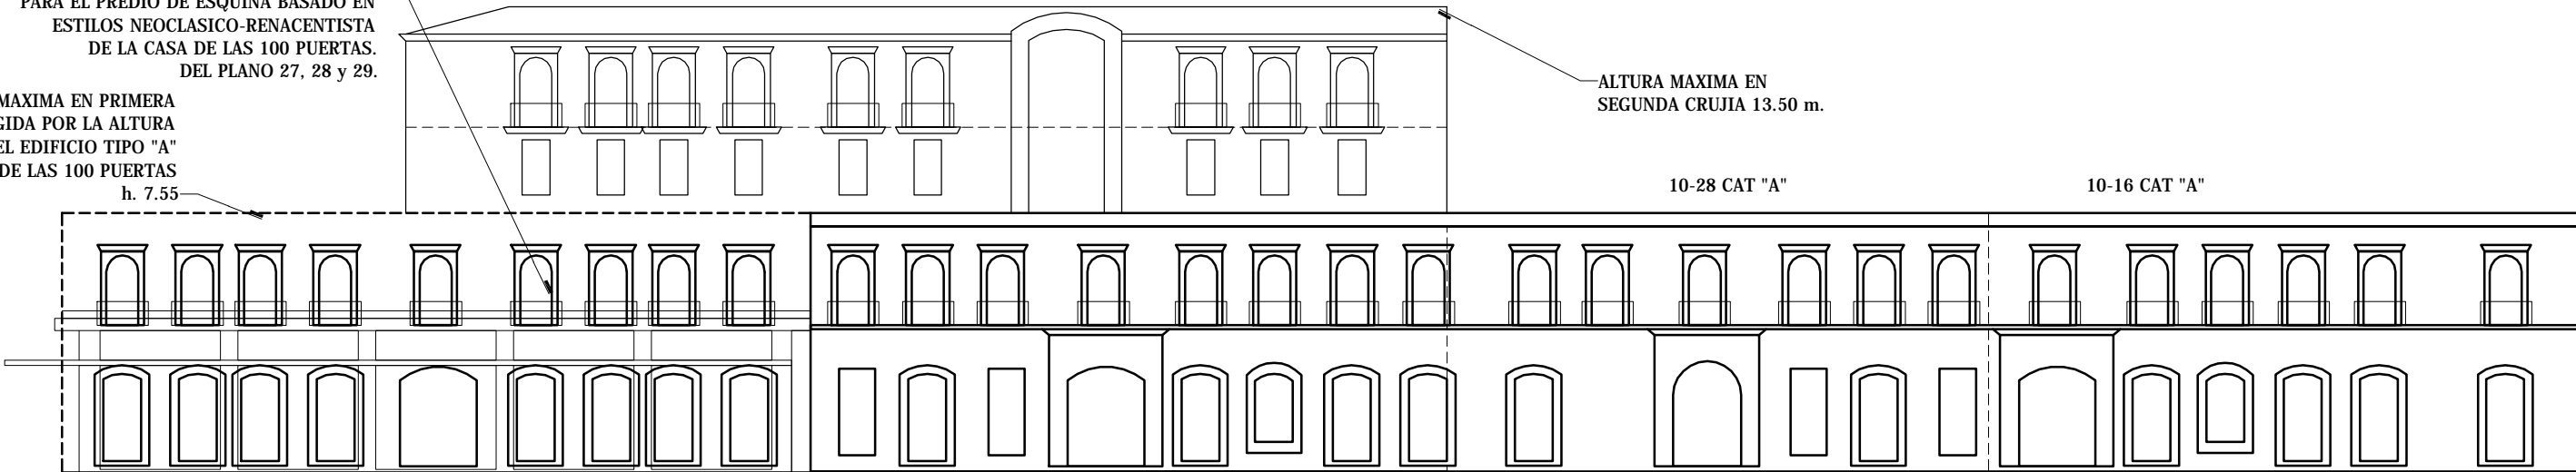 PARA EL PREDIO DE ESQUINA BASADO EN
ESTILOS NEOCLASICO-RENACENTISTA
DE LA CASA DE LAS 100 PUERTAS.
DEL PLANO 27, 28 y 29.
MAXIMA EN PRIMERA
POR LA ALTURA
EL EDIFICIO TIPO "A"
DE LAS 100 PUERTAS
h. 7.55
ALTURA MAXIMA EN
SEGUNDA CRUJIA 13.50 m.
10-28 CAT "A"
10-16 CAT "A"